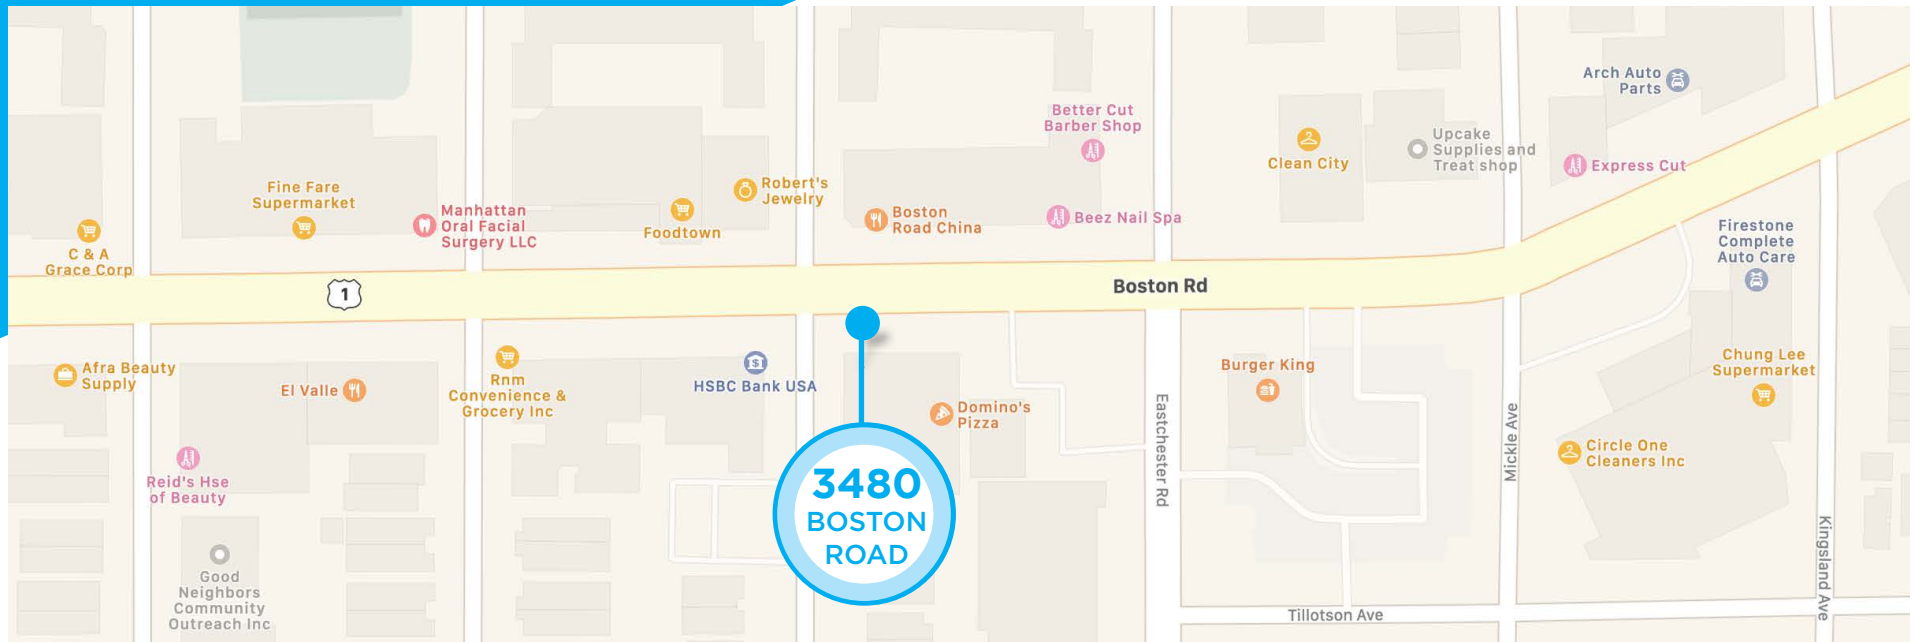 Arch Auto
Parts
Better Cut
Barber Shop
Upcake
Supplies and
Treat shop
Clean City
Express Cut
Fine Fare
Supermarket
Robert's
Jewelry
Manhattan
Oral Facial
Surgery LLC
Foodtown
Boston
Road China
Beez Nail Spa
C & A
Grace Corp
Firestone
Complete
Auto Care
1
Boston Rd
Afra Beauty
Supply
El Valle
Rnm
Convenience &
Grocery Inc
$
HSBC Bank USA
Domino's
Pizza
Burger King
Chung Lee
Supermarket
Eastchester Rd
Mickle Ave
Circle One
Cleaners Inc
Reid's Hse
of Beauty
3480
BOSTON
ROAD
Good
Neighbors
Community
Outreach Inc
Kingsland Ave
Tillotson Ave